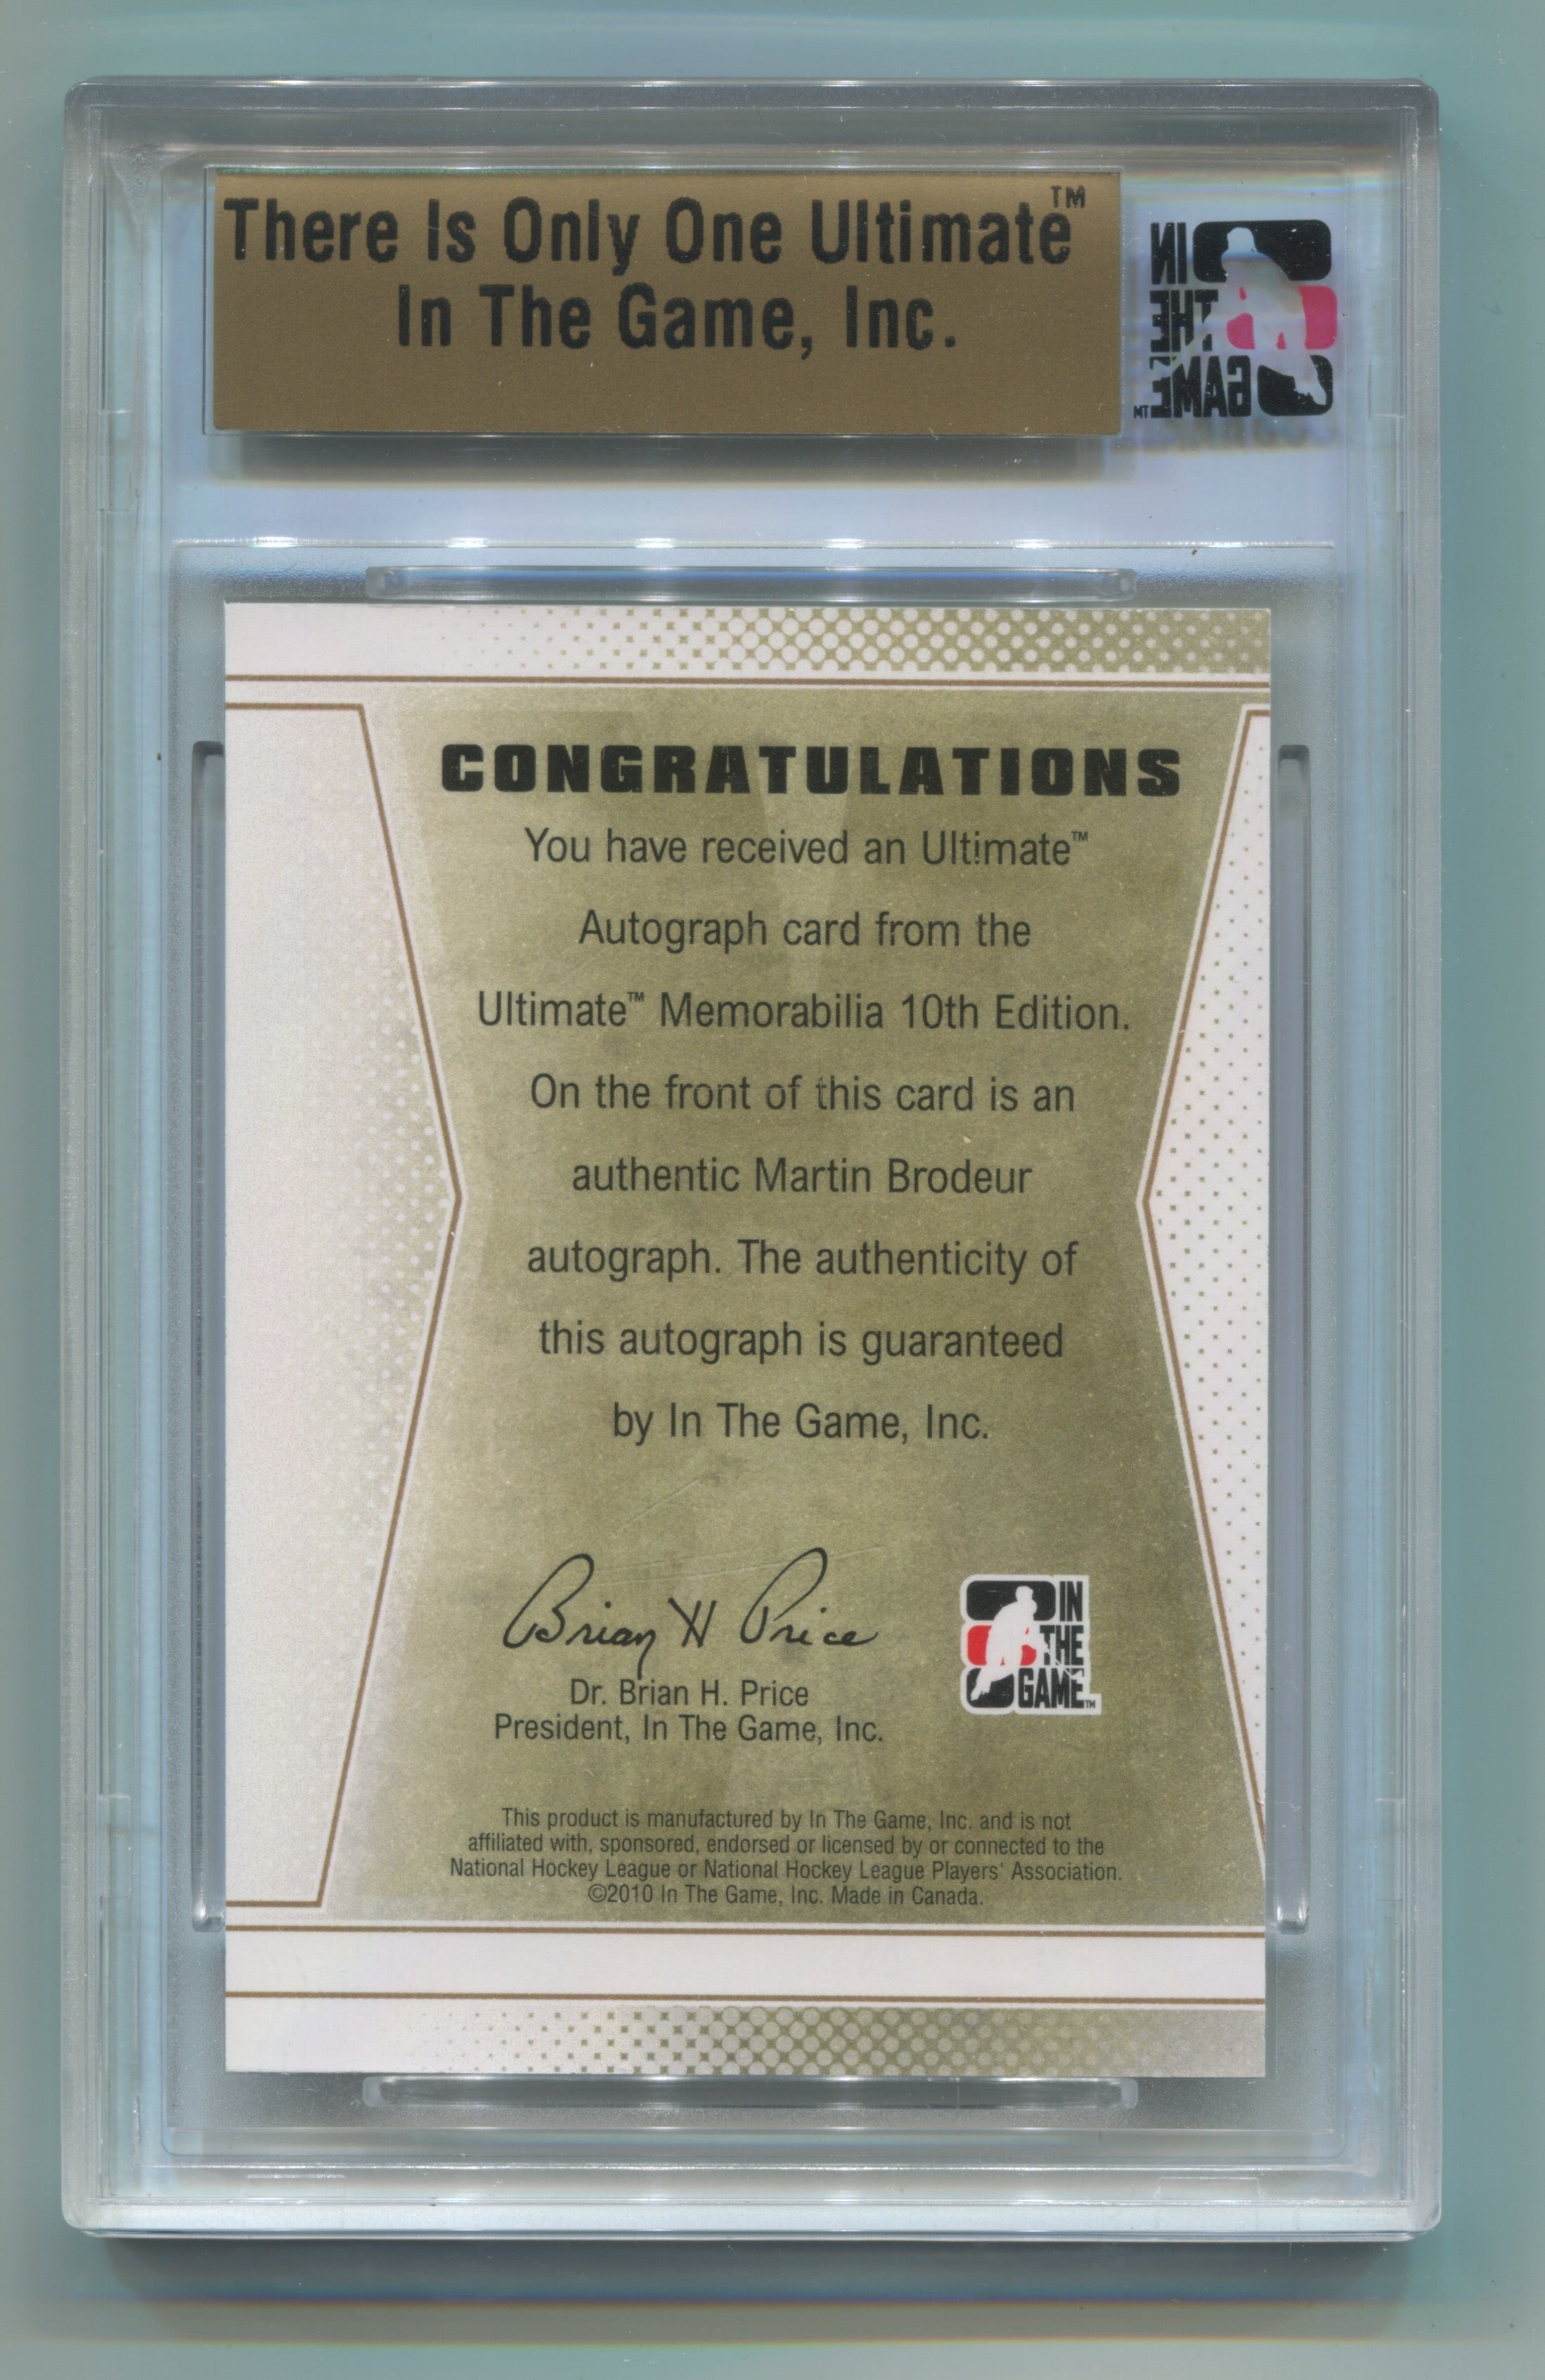 There Is Only One Ultimate™
In The Game, Inc.
IN
THE
GAME™
CONGRATULATIONS
You have received an Ultimate™
Autograph card from the
Ultimate™ Memorabilia 10th Edition.
On the front of this card is an
authentic Martin Brodeur
autograph. The authenticity of
this autograph is guaranteed
by In The Game, Inc.
Brian H Price
Dr. Brian H. Price
President, In The Game, Inc.
IN
THE
GAME™
This product is manufactured by In The Game, Inc. and is not
affiliated with, sponsored, endorsed or licensed by or connected to the
National Hockey League or National Hockey League Players' Association.
©2010 In The Game, Inc. Made in Canada.